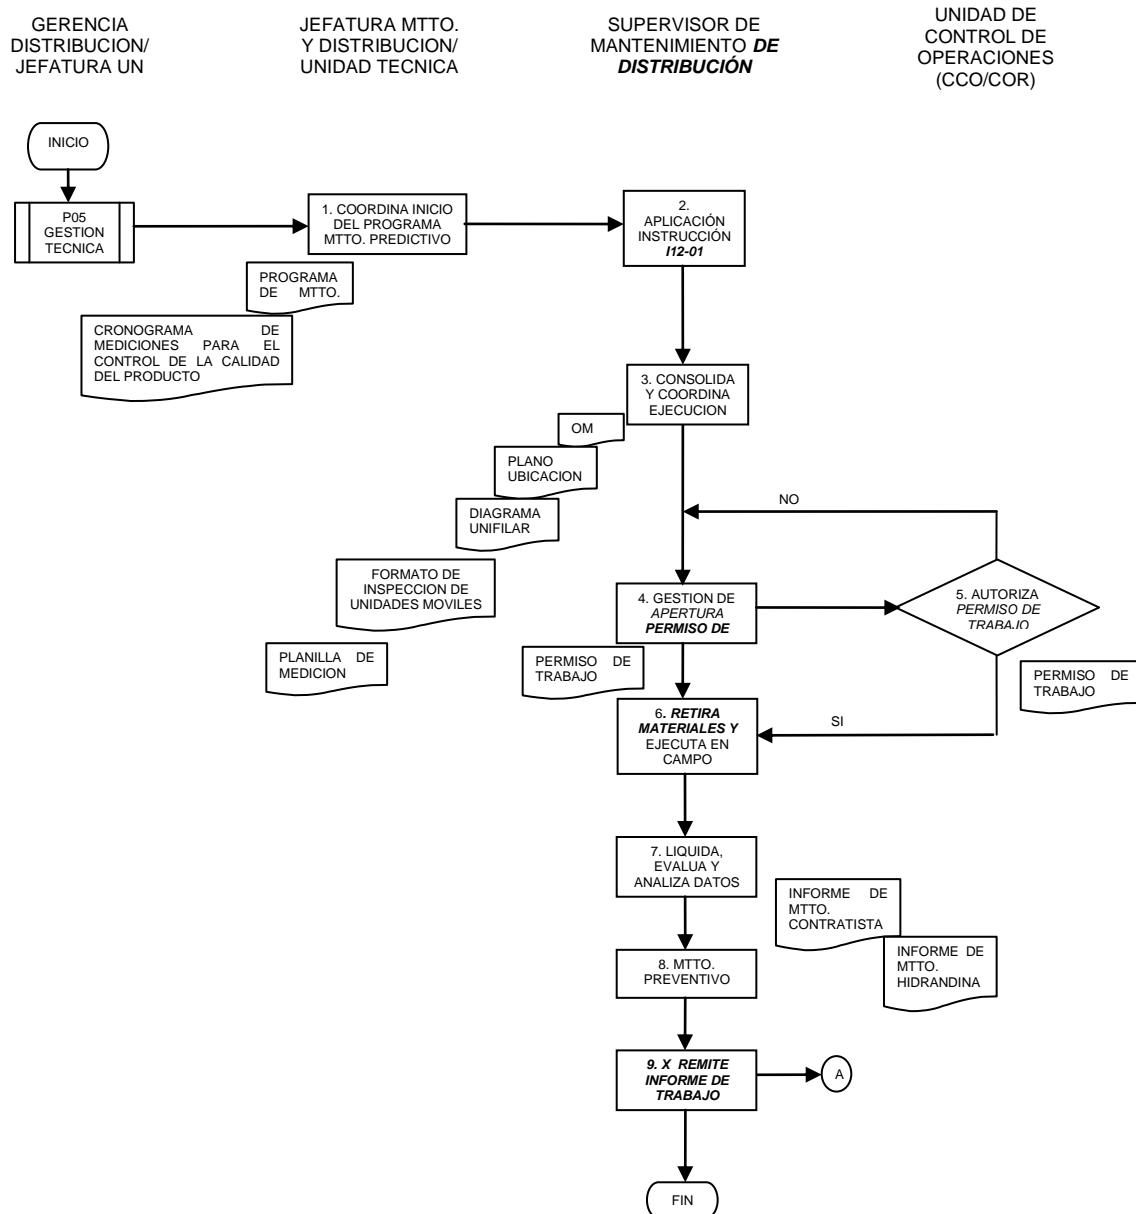 GERENCIA
DISTRIBUCION/
JEFATURA UN
JEFATURA MTTO.
Y DISTRIBUCION/
UNIDAD TECNICA
SUPERVISOR DE
MANTENIMIENTO DE
DISTRIBUCIÓN
UNIDAD DE
CONTROL DE
OPERACIONES
(CCO/COR)
INICIO
P05
GESTION
TECNICA
1. COORDINA INICIO
DEL PROGRAMA
MTTO. PREDICTIVO
2.
APLICACIÓN
INSTRUCCIÓN
I12-01
PROGRAMA
DE MTTO.
CRONOGRAMA DE
MEDICIONES PARA EL
CONTROL DE LA CALIDAD
DEL PRODUCTO
3. CONSOLIDA
Y COORDINA
EJECUCION
OM
PLANO
UBICACION
DIAGRAMA
UNIFILAR
NO
FORMATO DE
INSPECCION DE
UNIDADES MOVILES
4. GESTION DE
APERTURA
PERMISO DE
5. AUTORIZA
PERMISO DE
TRABAJO
PLANILLA DE
MEDICION
PERMISO DE
TRABAJO
PERMISO DE
TRABAJO
6. RETIRA
MATERIALES Y
EJECUTA EN
CAMPO
SI
7. LIQUIDA,
EVALUA Y
ANALIZA DATOS
INFORME DE
MTTO.
CONTRATISTA
INFORME DE
MTTO.
HIDRANDINA
8. MTTO.
PREVENTIVO
9. X REMITE
INFORME DE
TRABAJO
A
FIN